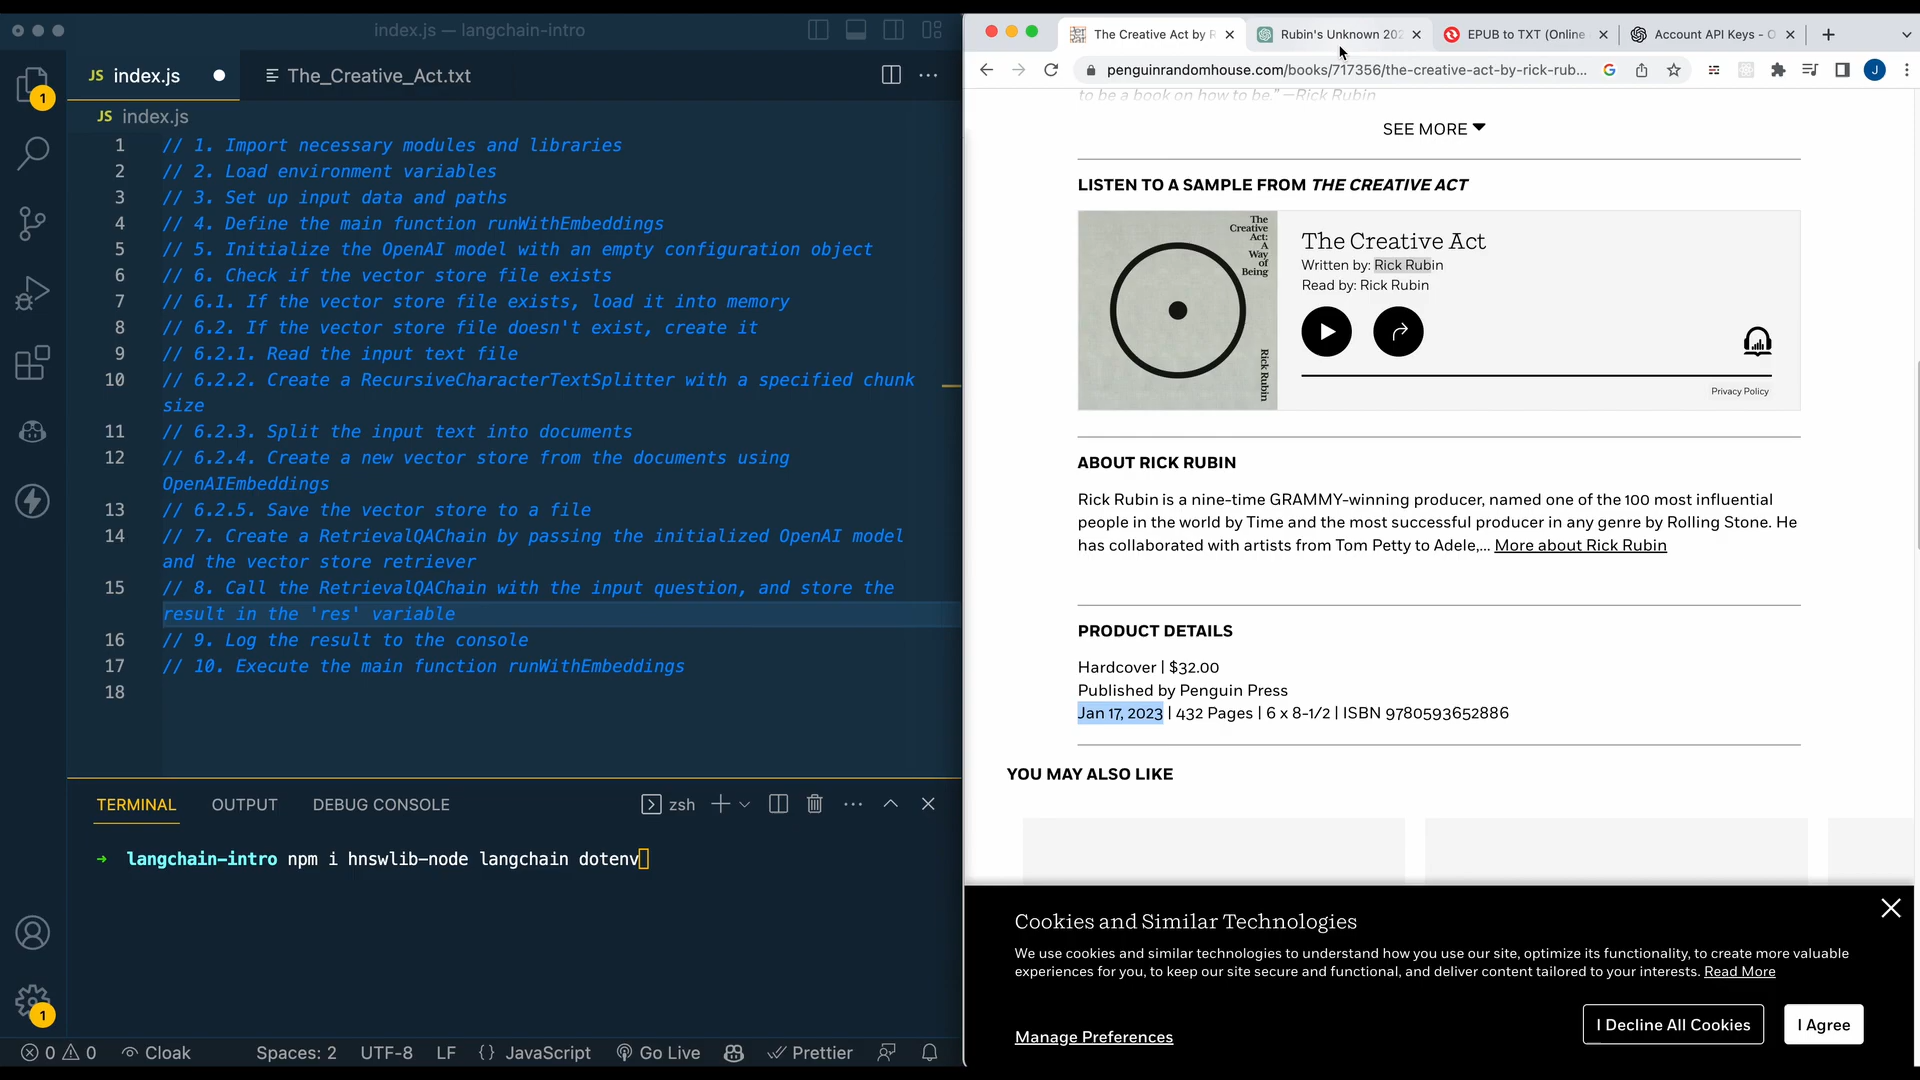 index.js — langchain-intro
JS index.js
The_Creative_Act.txt
JS index.js
1 // 1. Import necessary modules and libraries
2 // 2. Load environment variables
3 // 3. Set up input data and paths
4 // 4. Define the main function runWithEmbeddings
5 // 5. Initialize the OpenAI model with an empty configuration object
6 // 6. Check if the vector store file exists
7 // 6.1. If the vector store file exists, load it into memory
8 // 6.2. If the vector store file doesn't exist, create it
9 // 6.2.1. Read the input text file
10 // 6.2.2. Create a RecursiveCharacterTextSplitter with a specified chunk
size
11 // 6.2.3. Split the input text into documents
12 // 6.2.4. Create a new vector store from the documents using
OpenAIEmbeddings
13 // 6.2.5. Save the vector store to a file
14 // 7. Create a RetrievalQAChain by passing the initialized OpenAI model
and the vector store retriever
15 // 8. Call the RetrievalQAChain with the input question, and store the
result in the 'res' variable
16 // 9. Log the result to the console
17 // 10. Execute the main function runWithEmbeddings
18
1
1
TERMINAL OUTPUT DEBUG CONSOLE zsh
→ langchain-intro npm i hnswlib-node langchain dotenv
0 0 Cloak Spaces: 2 UTF-8 LF {} JavaScript Go Live Prettier
The Creative Act by R
Rubin's Unknown 202
EPUB to TXT (Online
Account API Keys - O
penguinrandomhouse.com/books/717356/the-creative-act-by-rick-rub...
J
to be a book on how to be.” —Rick Rubin
SEE MORE
LISTEN TO A SAMPLE FROM THE CREATIVE ACT
The
Creative
Act:
A
Way
of
Being
Rick Rubin
The Creative Act
Written by: Rick Rubin
Read by: Rick Rubin
Privacy Policy
ABOUT RICK RUBIN
Rick Rubin is a nine-time GRAMMY-winning producer, named one of the 100 most influential
people in the world by Time and the most successful producer in any genre by Rolling Stone. He
has collaborated with artists from Tom Petty to Adele,... More about Rick Rubin
PRODUCT DETAILS
Hardcover | $32.00
Published by Penguin Press
Jan 17, 2023 | 432 Pages | 6 x 8-1/2 | ISBN 9780593652886
YOU MAY ALSO LIKE
Cookies and Similar Technologies
We use cookies and similar technologies to understand how you use our site, optimize its functionality, to create more valuable
experiences for you, to keep our site secure and functional, and deliver content tailored to your interests. Read More
Manage Preferences
I Decline All Cookies
I Agree